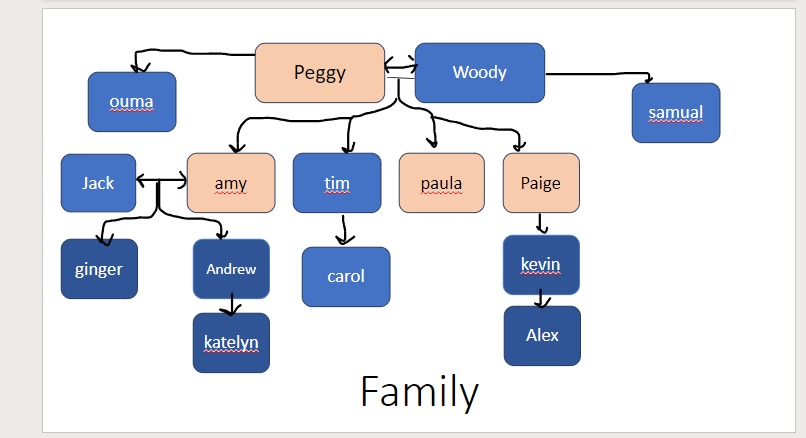 Peggy
Woody
ouma
samual
Jack
amy
tim
paula
Paige
ginger
Andrew
carol
kevin
katelyn
Alex
Family